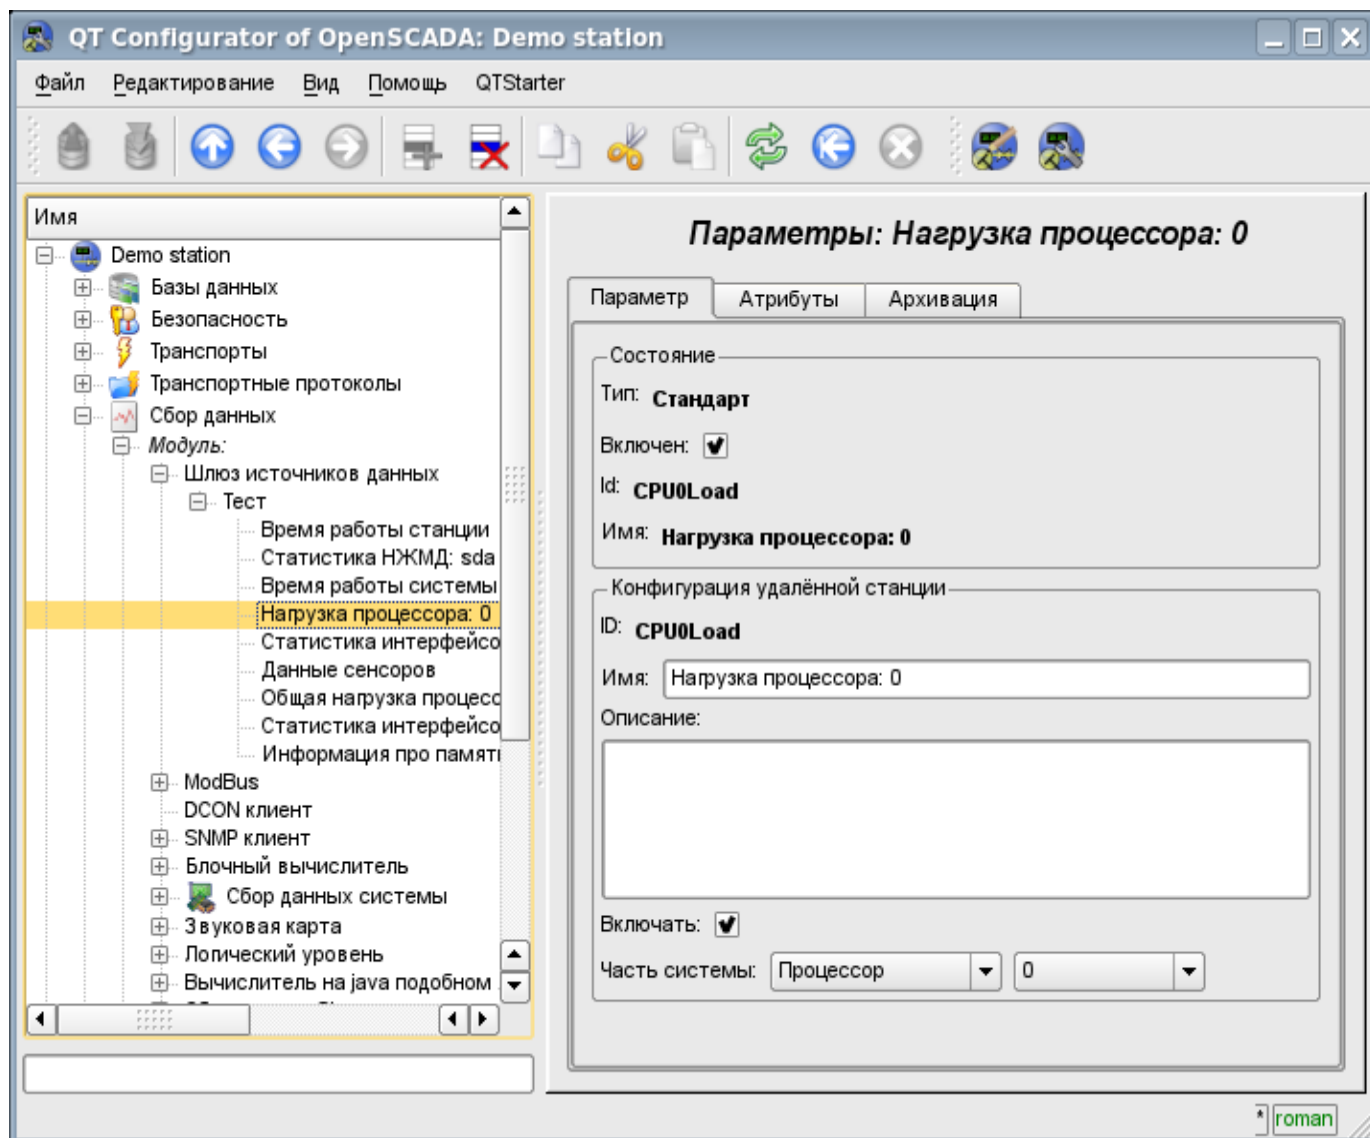 QT Configurator of OpenSCADA: Demo station
Файл Редактирование Вид Помощь QTStarter
Имя
Demo station
Базы данных
Безопасность
Транспорты
Транспортные протоколы
Сбор данных
Модуль:
Шлюз источников данных
Тест
Время работы станции
Статистика НЖМД: sda
Время работы системы
Нагрузка процессора: 0
Статистика интерфейсо
Данные сенсоров
Общая нагрузка процесс
Статистика интерфейсо
Информация про памят
ModBus
DCON клиент
SNMP клиент
Блочный вычислитель
Сбор данных системы
Звуковая карта
Логический уровень
Вычислитель на java подобном
Параметры: Нагрузка процессора: 0
Параметр Атрибуты Архивация
Состояние
Тип: Стандарт
Включен:
Id: CPU0Load
Имя: Нагрузка процессора: 0
Конфигурация удалённой станции
ID: CPU0Load
Имя: Нагрузка процессора: 0
Описание:
Включать:
Часть системы: Процессор 0
* roman